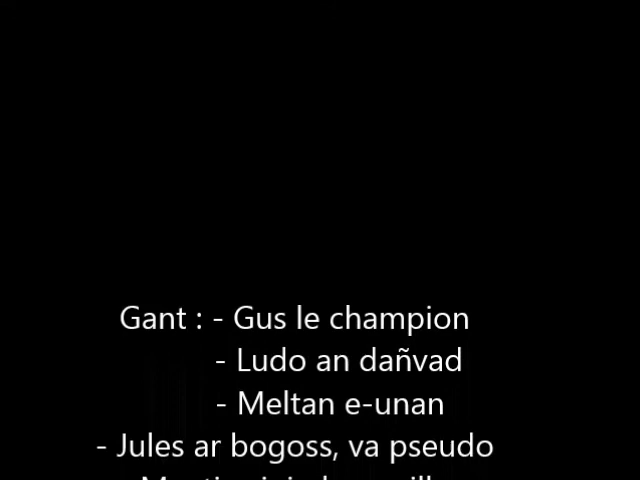 Gant : - Gus le champion
- Ludo an dañvad
- Meltan e-unan
- Jules ar bogoss, va pseudo